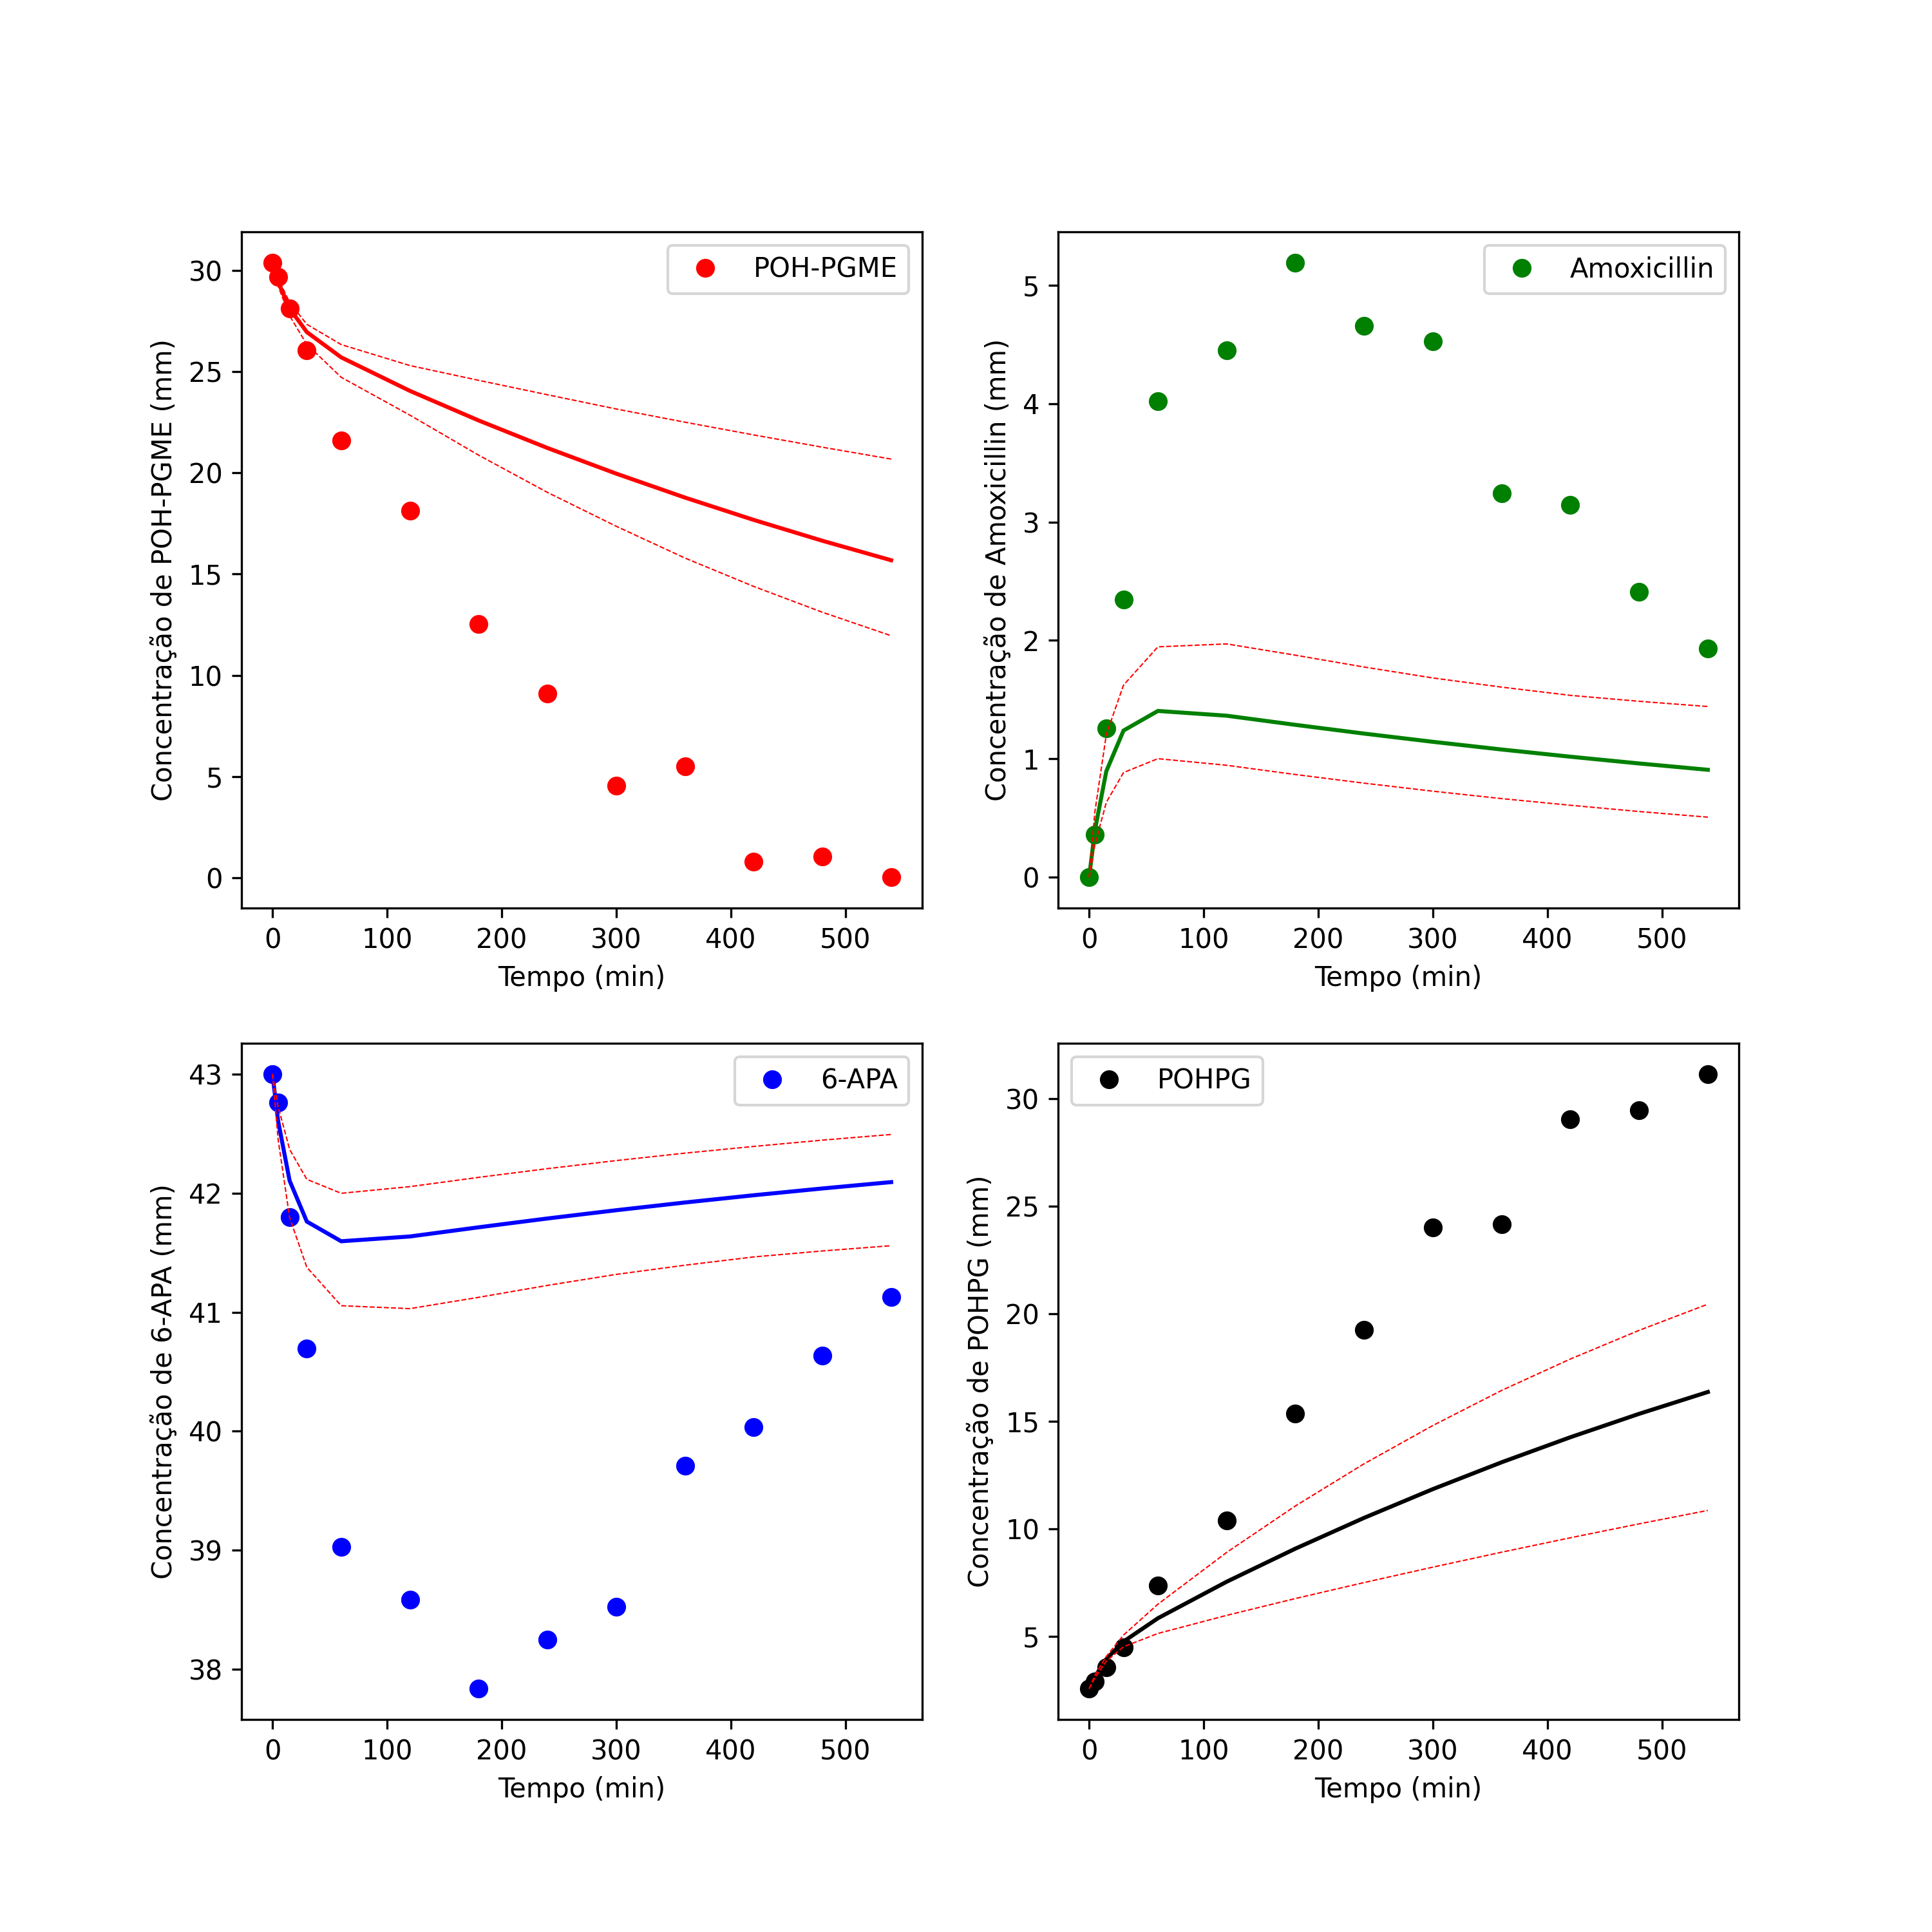 POH-PGME
Concentração de POH-PGME (mm)
30
25
20
15
10
5
0
0 100 200 300 400 500
Tempo (min)
Amoxicillin
Concentração de Amoxicillin (mm)
5
4
3
2
1
0
0 100 200 300 400 500
Tempo (min)
6-APA
Concentração de 6-APA (mm)
43
42
41
40
39
38
0 100 200 300 400 500
Tempo (min)
POHPG
Concentração de POHPG (mm)
30
25
20
15
10
5
0 100 200 300 400 500
Tempo (min)